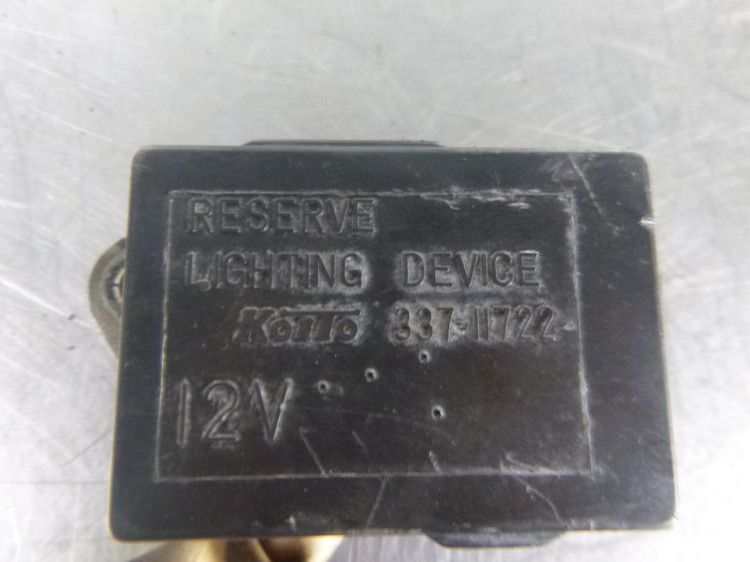 RESERVE
LIGHTING DEVICE
KOITO 337-11722
12V